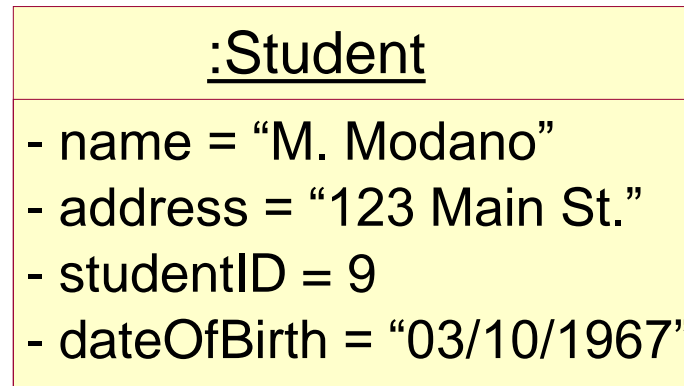 :Student
- name = “M. Modano”
- address = “123 Main St.”
- studentID = 9
- dateOfBirth = “03/10/1967”